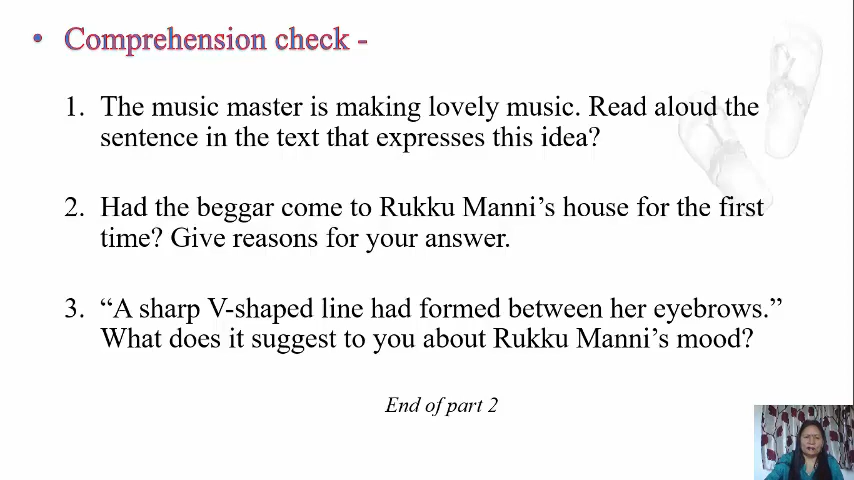 • Comprehension check -
1. The music master is making lovely music. Read aloud the
sentence in the text that expresses this idea?
2. Had the beggar come to Rukku Manni’s house for the first
time? Give reasons for your answer.
3. “A sharp V-shaped line had formed between her eyebrows.”
What does it suggest to you about Rukku Manni’s mood?
End of part 2